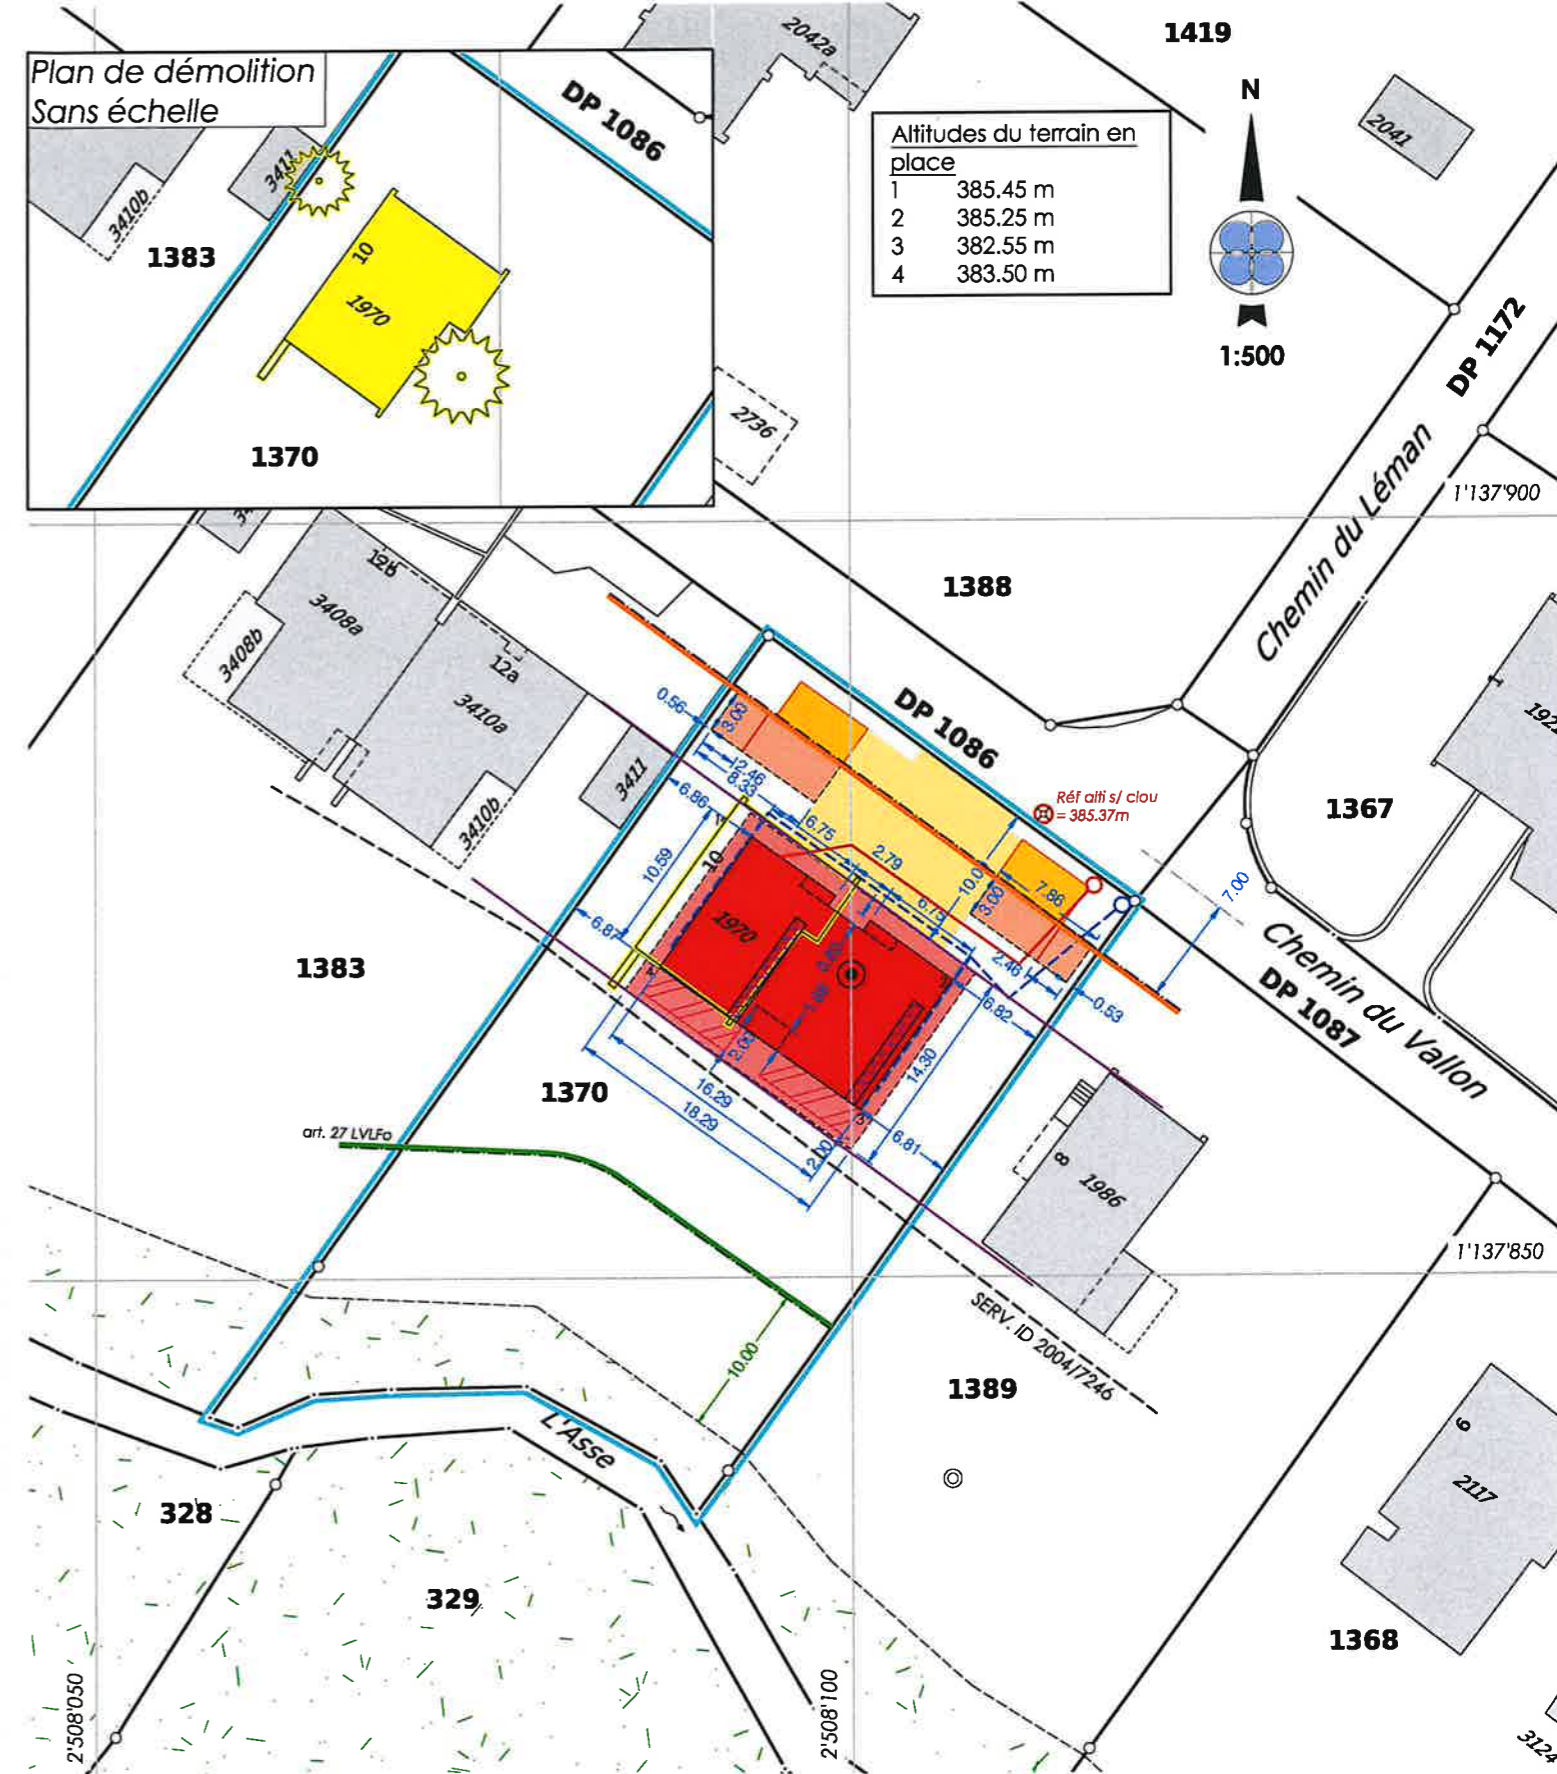 Plan de démolition
Sans échelle
DP 1086
3411
3410b
1383
10
1970
1370
2042a
1419
Altitudes du terrain en
place
1 385.45 m
2 385.25 m
3 382.55 m
4 383.50 m
N
1:500
2041
DP 1172
Chemin du Léman
1'137'900
2736
1388
12b
3408a
3408b
12a
3410a
3411
3410b
DP 1086
0.56
3.00
2.46
8.33
6.86
6.75
2.79
10.59
10
1970
6.87
10.0
3.00
7.86
2.46
0.53
6.82
14.30
2.00
16.29
18.29
2.00
6.81
7.00
Réf alti s/ clou
= 385.37m
1
1367
Chemin du Vallon
DP 1087
1383
1370
art. 27 LVLFo
8
1986
1'137'850
SERV. ID 2004/7246
10.00
1389
L'Asse
328
329
6
2117
1368
3124
2'508'050
2'508'100